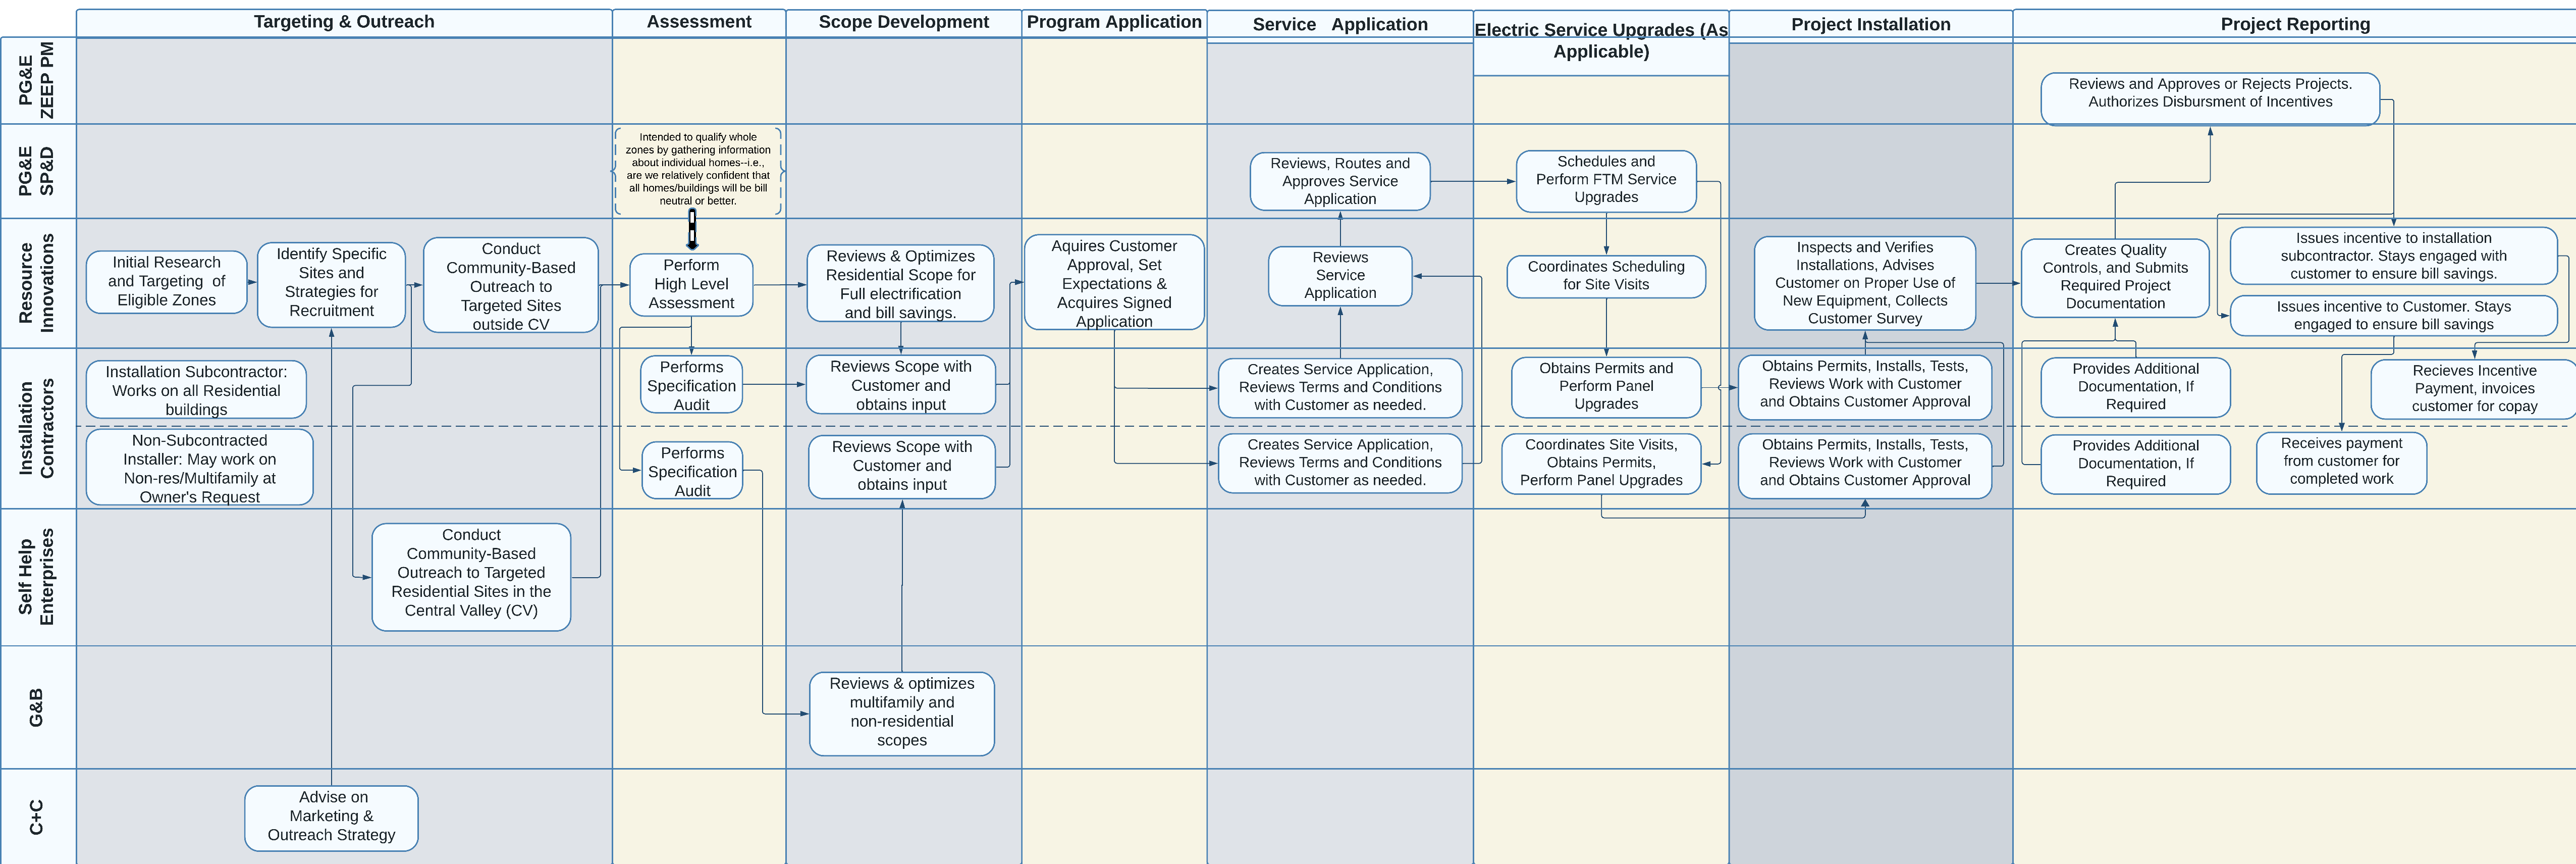 Targeting & Outreach
Assessment
Scope Development
Program Application
Service Application
Electric Service Upgrades (As
Applicable)
Project Installation
Project Reporting
PG&E
ZEEP PM
Reviews and Approves or Rejects Projects.
Authorizes Disbursment of Incentives
PG&E
SP&D
Intended to qualify whole
zones by gathering information
about individual homes--i.e.,
are we relatively confident that
all homes/buildings will be bill
neutral or better.
Reviews, Routes and
Approves Service
Application
Schedules and
Perform FTM Service
Upgrades
Resource
Innovations
Initial Research
and Targeting of
Eligible Zones
Identify Specific
Sites and
Strategies for
Recruitment
Conduct
Community-Based
Outreach to
Targeted Sites
outside CV
Perform
High Level
Assessment
Reviews & Optimizes
Residential Scope for
Full electrification
and bill savings.
Aquires Customer
Approval, Set
Expectations &
Acquires Signed
Application
Reviews
Service
Application
Coordinates Scheduling
for Site Visits
Inspects and Verifies
Installations, Advises
Customer on Proper Use of
New Equipment, Collects
Customer Survey
Creates Quality
Controls, and Submits
Required Project
Documentation
Issues incentive to installation
subcontractor. Stays engaged with
customer to ensure bill savings.
Issues incentive to Customer. Stays
engaged to ensure bill savings
Installation
Contractors
Installation Subcontractor:
Works on all Residential
buildings
Performs
Specification
Audit
Reviews Scope with
Customer and
obtains input
Creates Service Application,
Reviews Terms and Conditions
with Customer as needed.
Obtains Permits and
Perform Panel
Upgrades
Obtains Permits, Installs, Tests,
Reviews Work with Customer
and Obtains Customer Approval
Provides Additional
Documentation, If
Required
Recieves Incentive
Payment, invoices
customer for copay
Non-Subcontracted
Installer: May work on
Non-res/Multifamily at
Owner's Request
Performs
Specification
Audit
Reviews Scope with
Customer and
obtains input
Creates Service Application,
Reviews Terms and Conditions
with Customer as needed.
Coordinates Site Visits,
Obtains Permits,
Perform Panel Upgrades
Obtains Permits, Installs, Tests,
Reviews Work with Customer
and Obtains Customer Approval
Provides Additional
Documentation, If
Required
Receives payment
from customer for
completed work
Self Help
Enterprises
Conduct
Community-Based
Outreach to Targeted
Residential Sites in the
Central Valley (CV)
G&B
Reviews & optimizes
multifamily and
non-residential
scopes
C+C
Advise on
Marketing &
Outreach Strategy